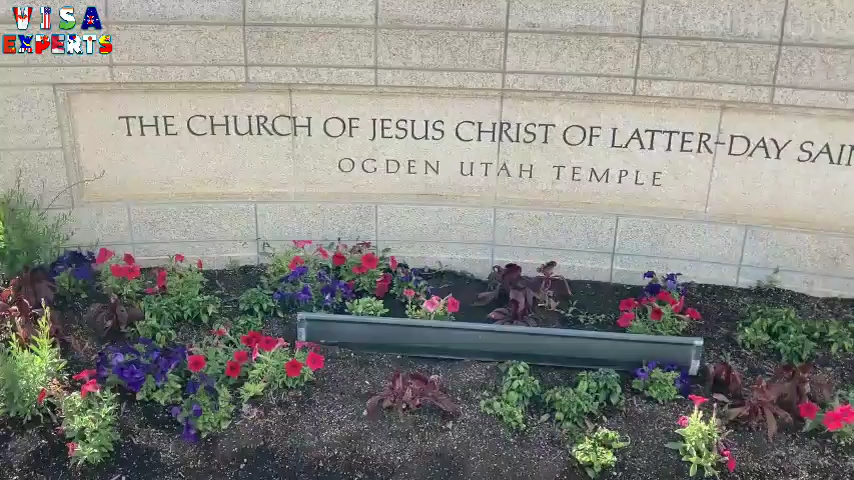 VISA
EXPERTS
THE CHURCH OF JESUS CHRIST OF LATTER-DAY
OGDEN UTAH TEMPLE